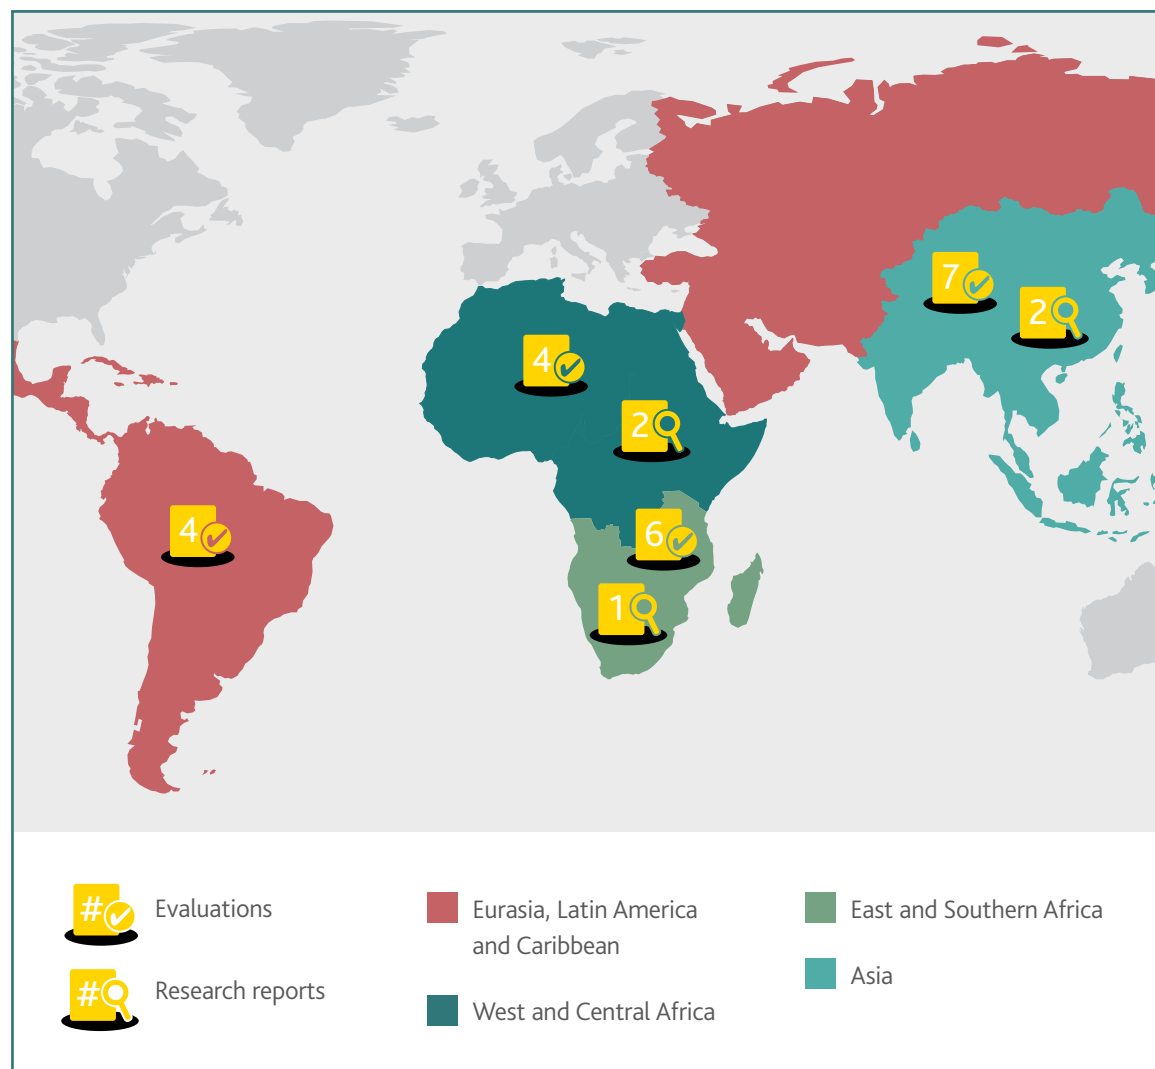 7
2
4
2
4
6
1
#
Evaluations
#
Research reports
Eurasia, Latin America
and Caribbean
West and Central Africa
East and Southern Africa
Asia